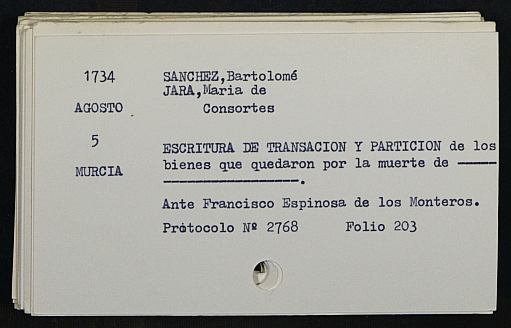 1734
AGOSTO
5
MURCIA
SANCHEZ,Bartolomé
JARA,Maria de
Consortes
ESCRITURA DE TRANSACION Y PARTICION de los
bienes que quedaron por la muerte de ————
——————————————.
Ante Francisco Espinosa de los Monteros.
Protocolo Nº 2768 Folio 203